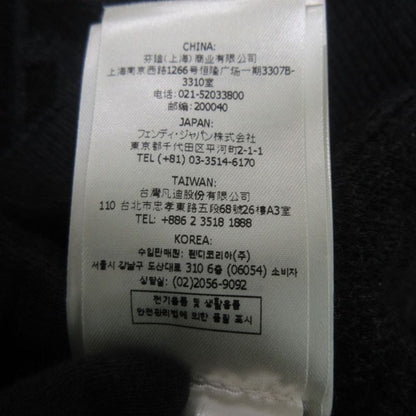 CHINA:
芬迪(上海)商业有限公司
上海南京西路1266号恒隆广场一期3307B-
3310室
电话:021-52033800
邮编:200040
JAPAN:
フェンディ・ジャパン株式会社
東京都千代田区平河町2-1-1
TEL (+81) 03-3514-6170
TAIWAN:
台灣凡迪股份有限公司
110 台北市忠孝東路五段68號26樓A3室
TEL: +886 2 3518 1888
KOREA:
수입판매원: 펜디코리아(주)
서울시 강남구 도산대로 310 6층 (06054) 소비자
상담실: (02)2056-9092
전기용품 및 생활용품
안전관리법에 의한 품질 표시